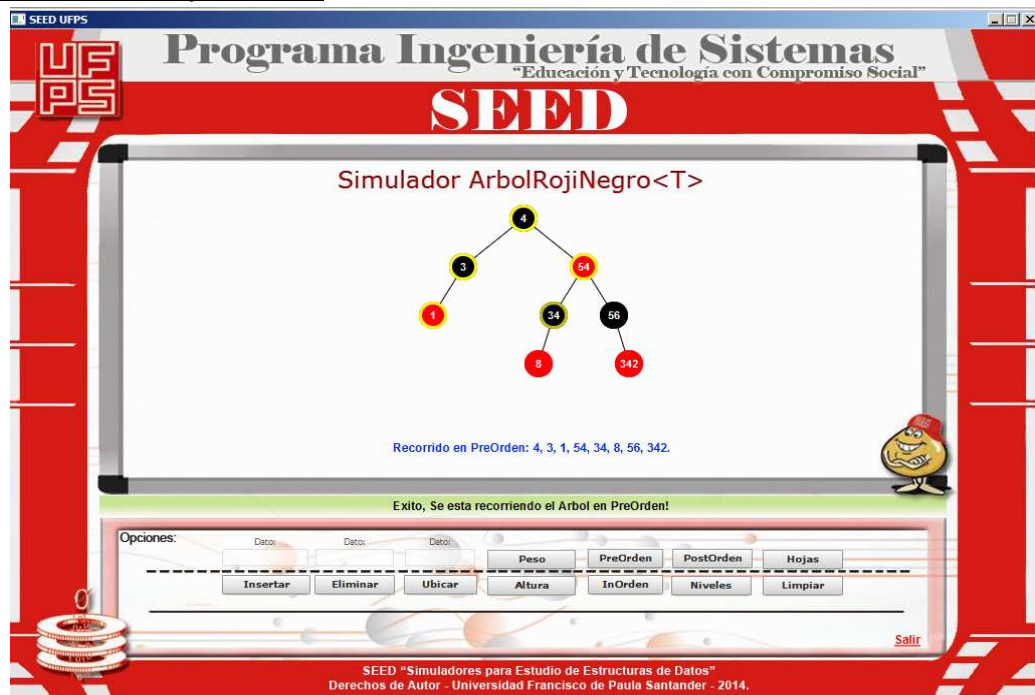 SEED UFPS
UFPS
Programa Ingeniería de Sistemas
“Educación y Tecnología con Compromiso Social”
SEED
Simulador ArbolRojiNegro<T>
4
3
54
1
34
56
8
342
Recorrido en PreOrden: 4, 3, 1, 54, 34, 8, 56, 342.
Exito, Se esta recorriendo el Arbol en PreOrden!
Opciones:
Dato: Dato: Dato:
Peso PreOrden PostOrden Hojas
Insertar Eliminar Ubicar Altura InOrden Niveles Limpiar
Salir
SEED “Simuladores para Estudio de Estructuras de Datos”
Derechos de Autor - Universidad Francisco de Paula Santander - 2014.